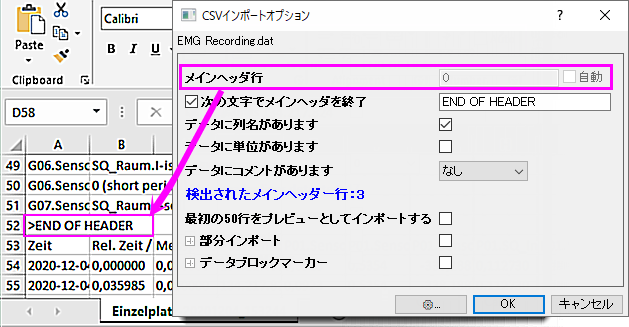 Paste
Clipboard
Calibri
B
D58
A
B
49
G06.Senso
SQ_Raum.I-is
50
G06.Senso
0 (short peri
51
G07.Senso
SQ_Raum
52
>END OF HEADER
53
Zeit
Rel. Zeit /
Me
54
2020-12-04
0,000000
0,0
55
2020-12-04
0,035985
0,0
Einzelplat
CSVインポートオプション
EMG Recording.dat
メインヘッダ行
0
自動
次の文字でメインヘッダを終了
END OF HEADER
データに列名があります
データに単位があります
データにコメントがあります
なし
検出されたメインヘッダー行：3
最初の50行をプレビューとしてインポートする
部分インポート
データブロックマーカー
OK
キャンセル